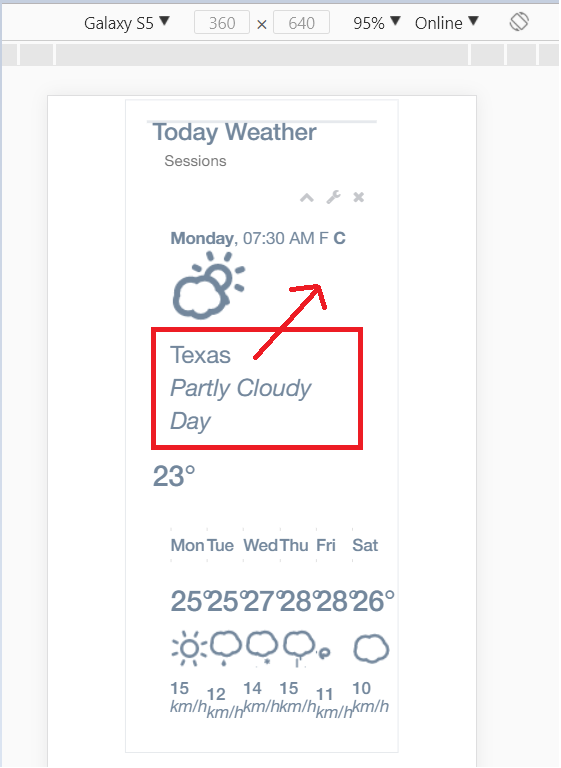 Galaxy S5 ▼ 360 × 640 95% ▼ Online ▼
Today Weather
Sessions
Monday, 07:30 AM F C
Texas
Partly Cloudy
Day
23°
Mon Tue Wed Thu Fri Sat
25° 25° 27° 28° 28° 26°
15 12 14 15 11 10
km/h km/h km/h km/h km/h km/h